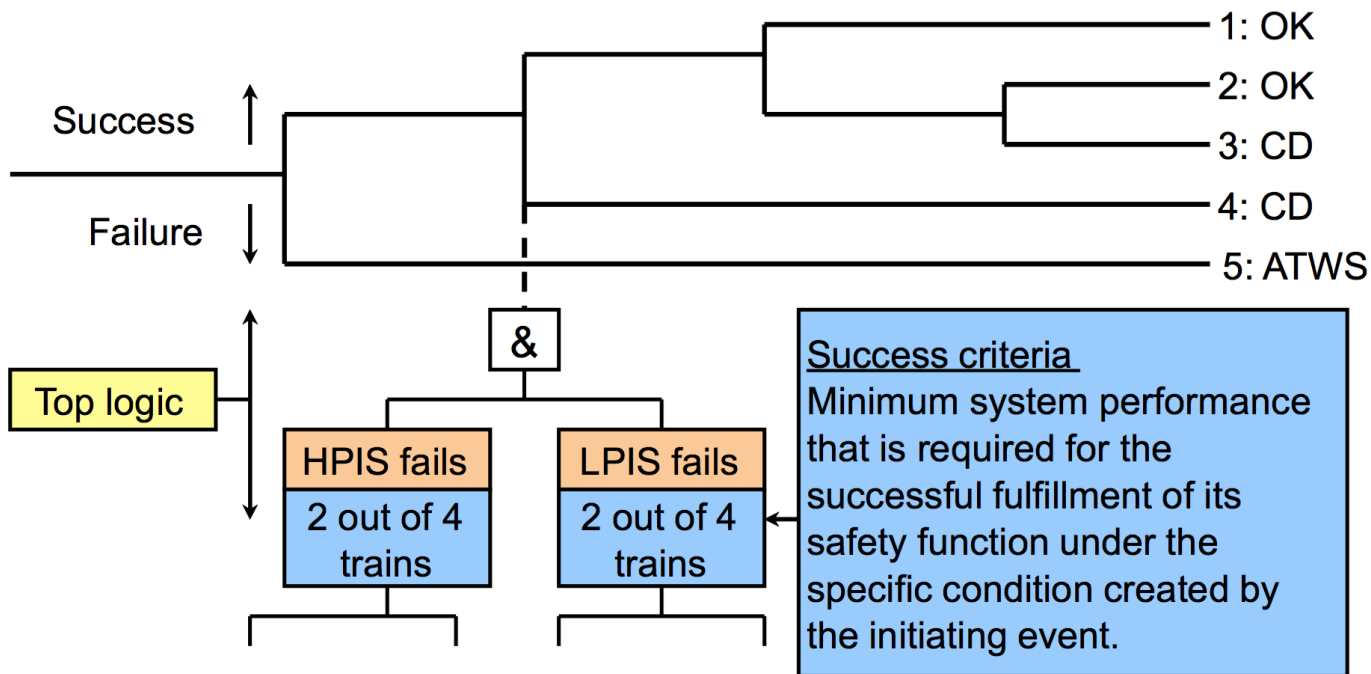 1: OK
2: OK
Success
3: CD
4: CD
Failure
5: ATWS
&
Success criteria
Minimum system performance
that is required for the
successful fulfillment of its
safety function under the
specific condition created by
the initiating event.
Top logic
HPIS fails
2 out of 4
trains
LPIS fails
2 out of 4
trains